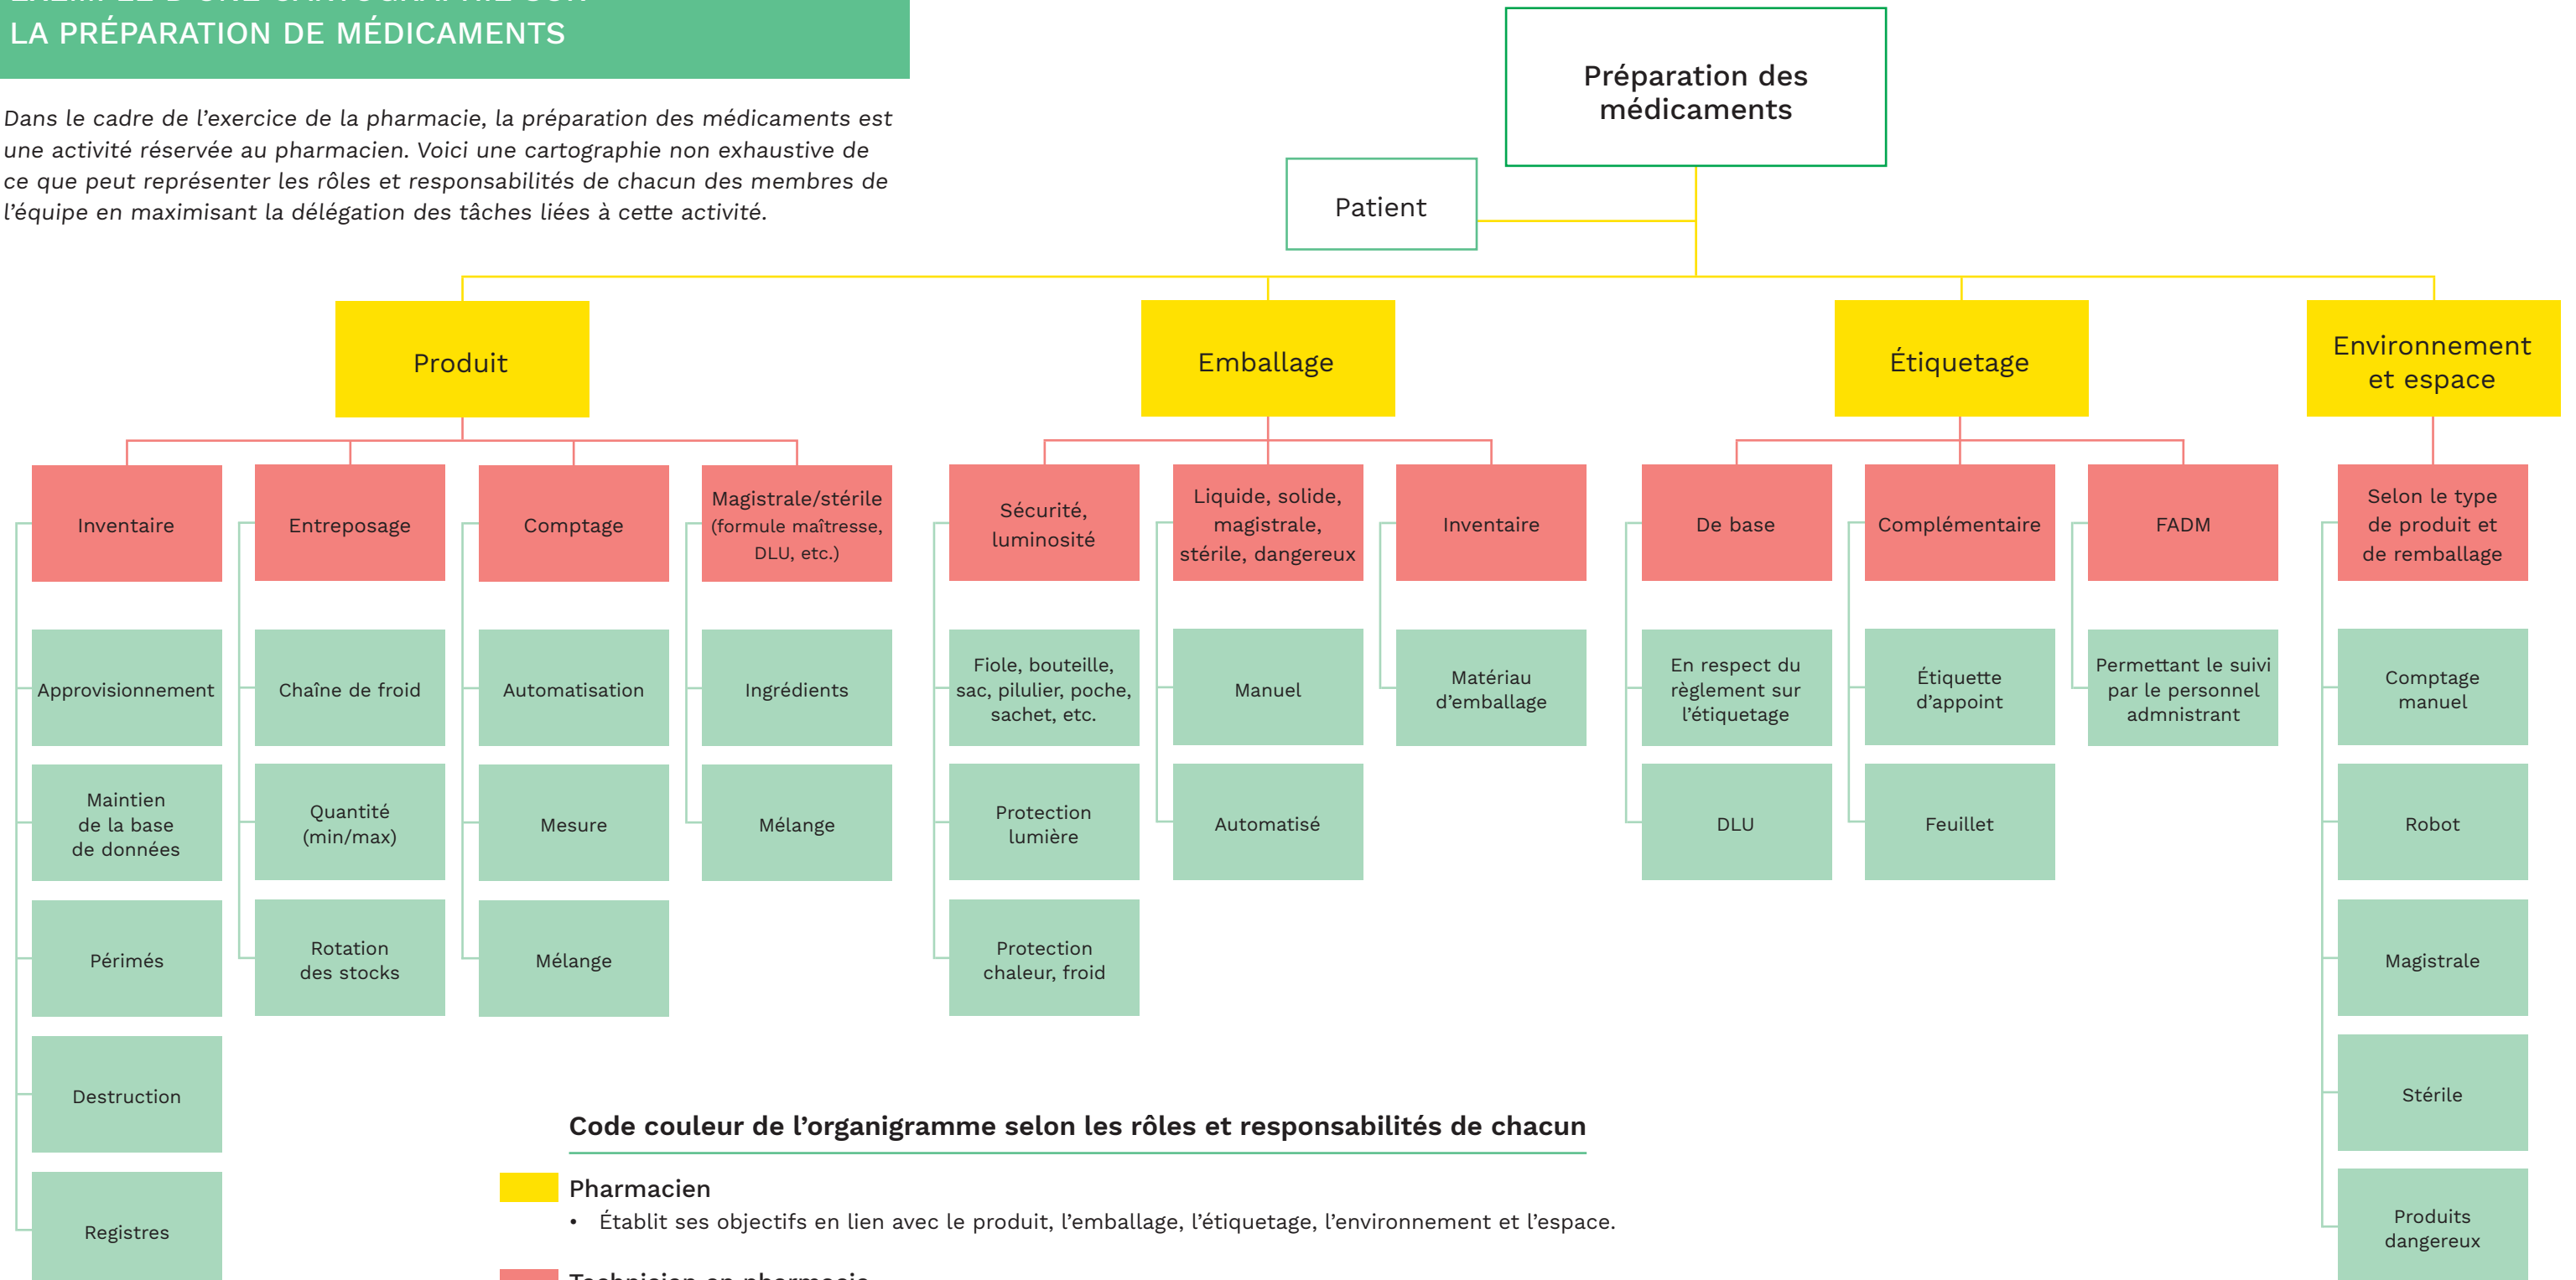 EXEMPLE D'UNE CARTOGRAPHIE SUR
LA PRÉPARATION DE MÉDICAMENTS
Dans le cadre de l'exercice de la pharmacie, la préparation des médicaments est
une activité réservée au pharmacien. Voici une cartographie non exhaustive de
ce que peut représenter les rôles et responsabilités de chacun des membres de
l'équipe en maximisant la délégation des tâches liées à cette activité.
Préparation des
médicaments
Patient
Produit
Emballage
Étiquetage
Environnement
et espace
Inventaire
Entreposage
Comptage
Magistrale/stérile
(formule maîtresse,
DLU, etc.)
Sécurité,
luminosité
Liquide, solide,
magistrale,
stérile, dangereux
Inventaire
De base
Complémentaire
FADM
Selon le type
de produit et
de remballage
Approvisionnement
Chaîne de froid
Automatisation
Ingrédients
Fiole, bouteille,
sac, pilulier, poche,
sachet, etc.
Manuel
Matériau
d'emballage
En respect du
règlement sur
l'étiquetage
Étiquette
d'appoint
Permettant le suivi
par le personnel
admnistrant
Comptage
manuel
Maintien
de la base
de données
Quantité
(min/max)
Mesure
Mélange
Protection
lumière
Automatisé
DLU
Feuillet
Robot
Périmés
Rotation
des stocks
Mélange
Protection
chaleur, froid
Magistrale
Destruction
Stérile
Registres
Produits
dangereux
Code couleur de l'organigramme selon les rôles et responsabilités de chacun
Pharmacien
• Établit ses objectifs en lien avec le produit, l'emballage, l'étiquetage, l'environnement et l'espace.
Technicien en pharmacie